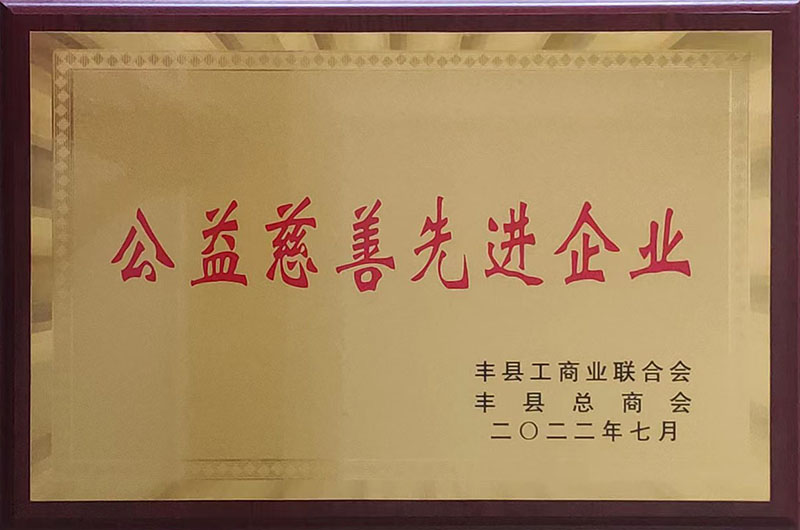 公益慈善先进企业
丰县工商业联合会
丰县总商会
二〇二二年七月